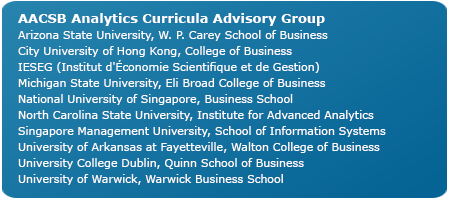 AACSB Analytics Curricula Advisory Group
Arizona State University, W. P. Carey School of Business
City University of Hong Kong, College of Business
IESEG (Institut d'Économie Scientifique et de Gestion)
Michigan State University, Eli Broad College of Business
National University of Singapore, Business School
North Carolina State University, Institute for Advanced Analytics
Singapore Management University, School of Information Systems
University of Arkansas at Fayetteville, Walton College of Business
University College Dublin, Quinn School of Business
University of Warwick, Warwick Business School